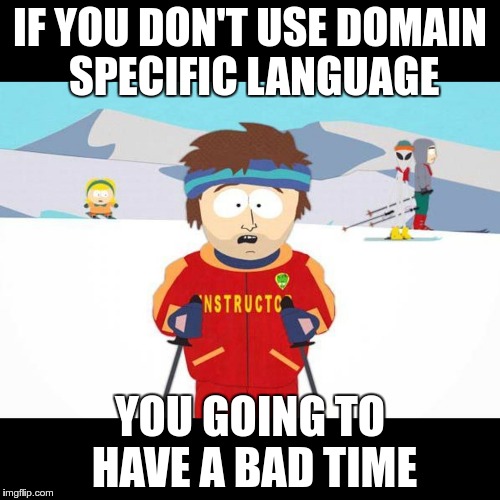 IF YOU DON'T USE DOMAIN
SPECIFIC LANGUAGE
NSTRUCTO
YOU GOING TO
HAVE A BAD TIME
imgflip.com